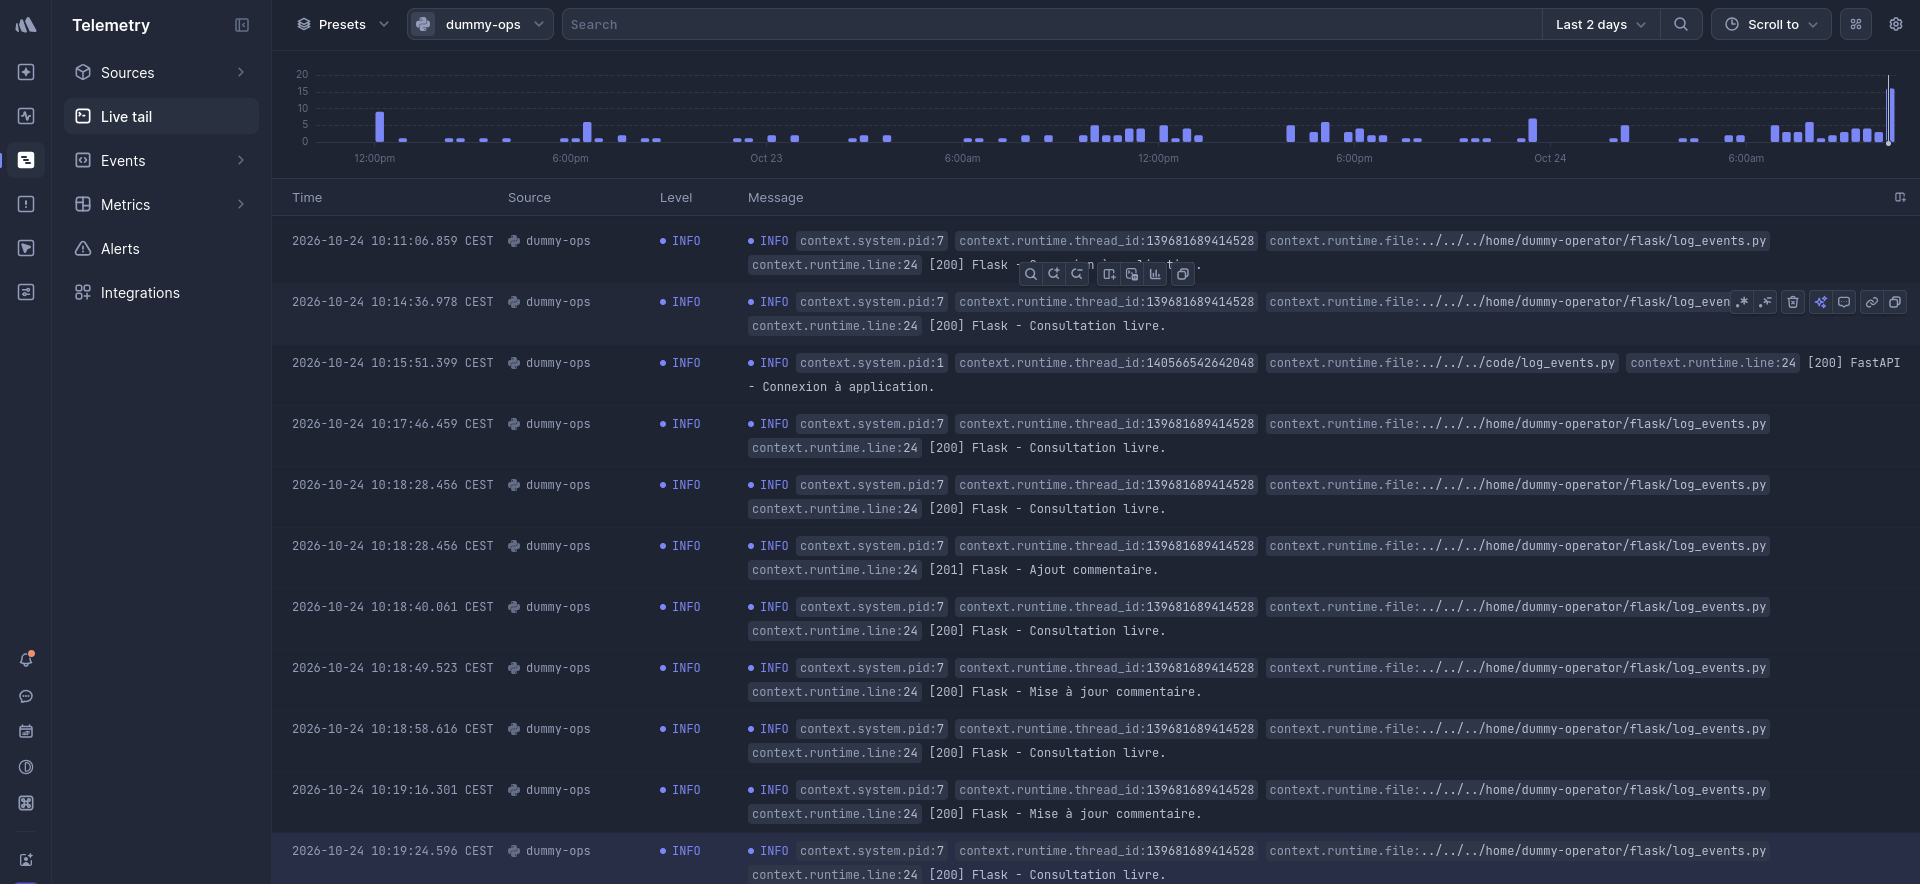 Telemetry
Presets
dummy-ops
Search
Last 2 days
Scroll to
Sources
Live tail
Events
Metrics
Alerts
Integrations
20
15
10
5
0
12:00pm 6:00pm Oct 23 6:00am 12:00pm 6:00pm Oct 24 6:00am
Time Source Level Message
2026-10-24 10:11:06.859 CEST dummy-ops INFO INFO context.system.pid:7 context.runtime.thread_id:139681689414528 context.runtime.file:../../../home/dummy-operator/flask/log_events.py
context.runtime.line:24 [200] Flask -
2026-10-24 10:14:36.978 CEST dummy-ops INFO INFO context.system.pid:7 context.runtime.thread_id:139681689414528 context.runtime.file:../../../home/dummy-operator/flask/log_even
context.runtime.line:24 [200] Flask - Consultation livre.
2026-10-24 10:15:51.399 CEST dummy-ops INFO INFO context.system.pid:1 context.runtime.thread_id:140566542642048 context.runtime.file:../../../code/log_events.py context.runtime.line:24 [200] FastAPI
- Connexion à application.
2026-10-24 10:17:46.459 CEST dummy-ops INFO INFO context.system.pid:7 context.runtime.thread_id:139681689414528 context.runtime.file:../../../home/dummy-operator/flask/log_events.py
context.runtime.line:24 [200] Flask - Consultation livre.
2026-10-24 10:18:28.456 CEST dummy-ops INFO INFO context.system.pid:7 context.runtime.thread_id:139681689414528 context.runtime.file:../../../home/dummy-operator/flask/log_events.py
context.runtime.line:24 [200] Flask - Consultation livre.
2026-10-24 10:18:28.456 CEST dummy-ops INFO INFO context.system.pid:7 context.runtime.thread_id:139681689414528 context.runtime.file:../../../home/dummy-operator/flask/log_events.py
context.runtime.line:24 [201] Flask - Ajout commentaire.
2026-10-24 10:18:40.061 CEST dummy-ops INFO INFO context.system.pid:7 context.runtime.thread_id:139681689414528 context.runtime.file:../../../home/dummy-operator/flask/log_events.py
context.runtime.line:24 [200] Flask - Consultation livre.
2026-10-24 10:18:49.523 CEST dummy-ops INFO INFO context.system.pid:7 context.runtime.thread_id:139681689414528 context.runtime.file:../../../home/dummy-operator/flask/log_events.py
context.runtime.line:24 [200] Flask - Mise à jour commentaire.
2026-10-24 10:18:58.616 CEST dummy-ops INFO INFO context.system.pid:7 context.runtime.thread_id:139681689414528 context.runtime.file:../../../home/dummy-operator/flask/log_events.py
context.runtime.line:24 [200] Flask - Consultation livre.
2026-10-24 10:19:16.301 CEST dummy-ops INFO INFO context.system.pid:7 context.runtime.thread_id:139681689414528 context.runtime.file:../../../home/dummy-operator/flask/log_events.py
context.runtime.line:24 [200] Flask - Mise à jour commentaire.
2026-10-24 10:19:24.596 CEST dummy-ops INFO INFO context.system.pid:7 context.runtime.thread_id:139681689414528 context.runtime.file:../../../home/dummy-operator/flask/log_events.py
context.runtime.line:24 [200] Flask - Consultation livre.